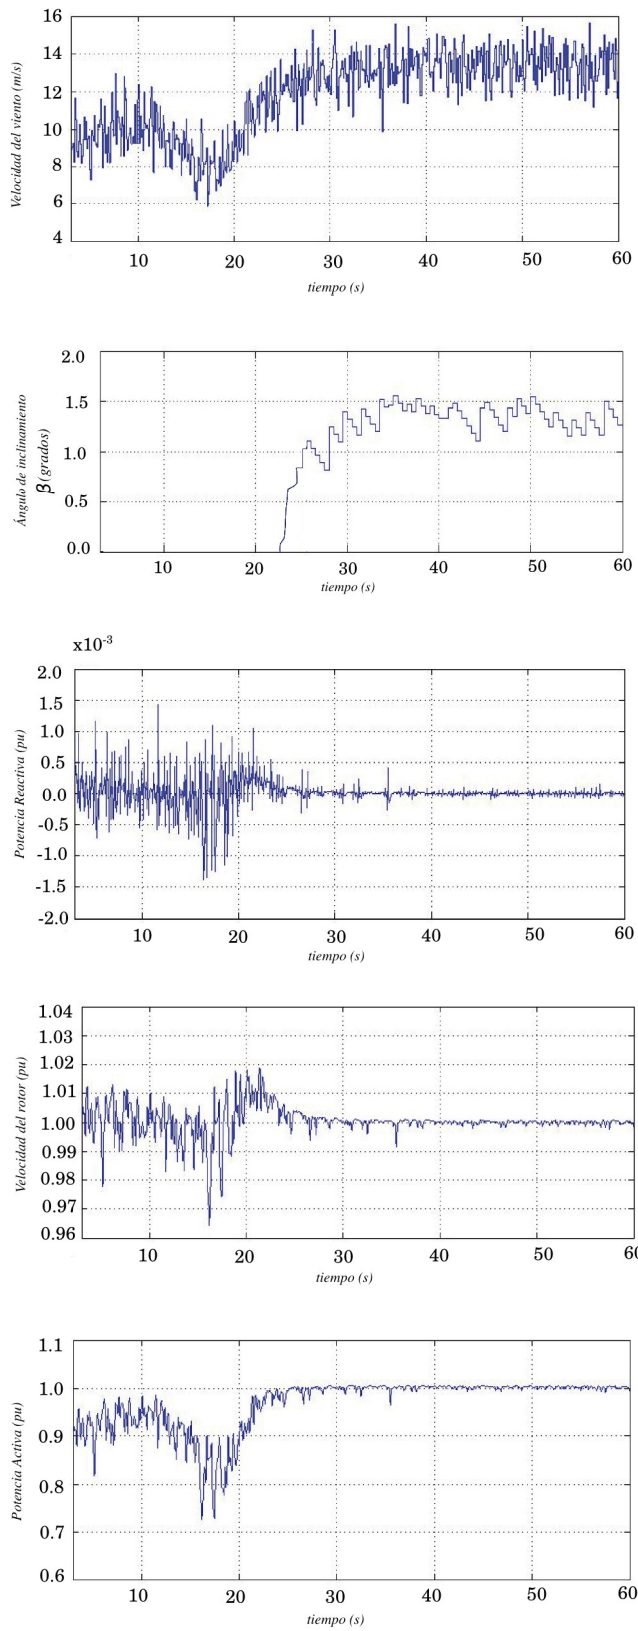 16
14
12
10
8
6
4
Velocidad del viento (m/s)
10 20 30 40 50 60
tiempo (s)
2.0
1.5
1.0
0.5
0.0
Ángulo de inclinamiento
β (grados)
10 20 30 40 50 60
tiempo (s)
x10-3
2.0
1.5
1.0
0.5
0.0
-0.5
-1.0
-1.5
-2.0
Potencia Reactiva (pu)
10 20 30 40 50 60
tiempo (s)
1.04
1.03
1.02
1.01
1.00
0.99
0.98
0.97
0.96
Velocidad del rotor (pu)
10 20 30 40 50 60
tiempo (s)
1.1
1.0
0.9
0.8
0.7
0.6
Potencia Activa (pu)
10 20 30 40 50 60
tiempo (s)